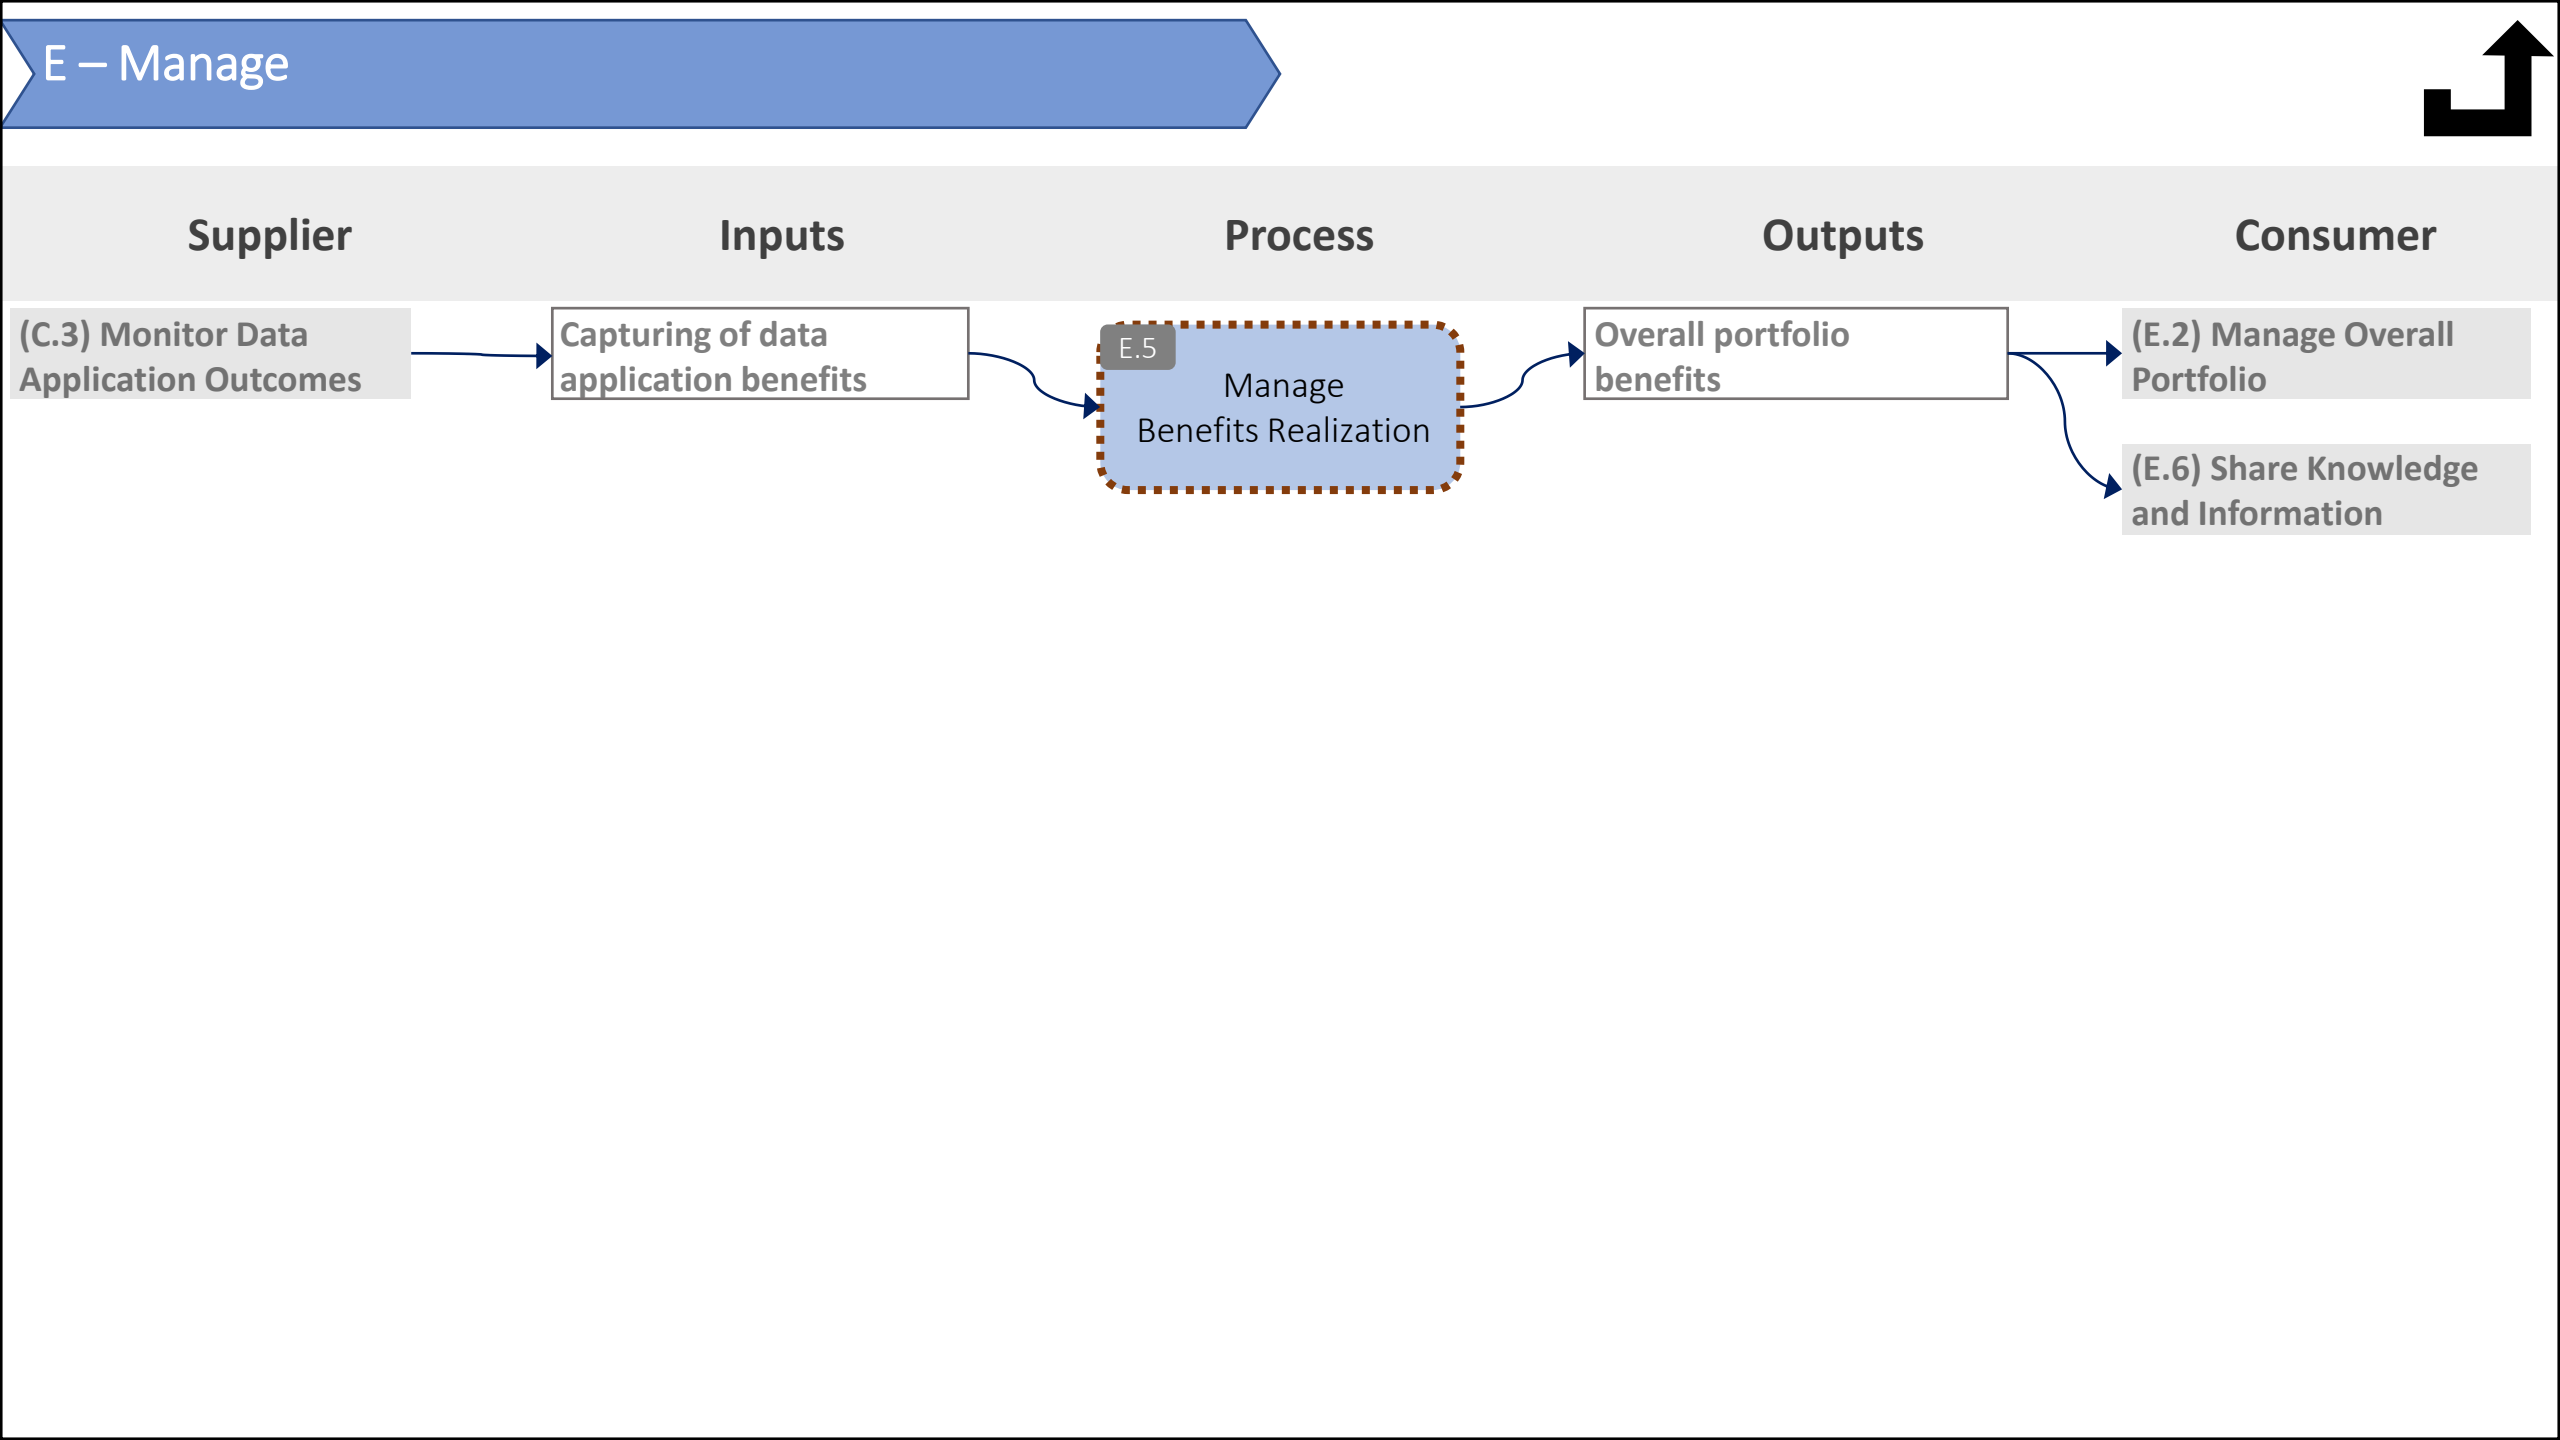 E – Manage
Supplier
Inputs
Process
Outputs
Consumer
(C.3) Monitor Data
Application Outcomes
Capturing of data
application benefits
E.5
Manage
Benefits Realization
Overall portfolio
benefits
(E.2) Manage Overall
Portfolio
(E.6) Share Knowledge
and Information